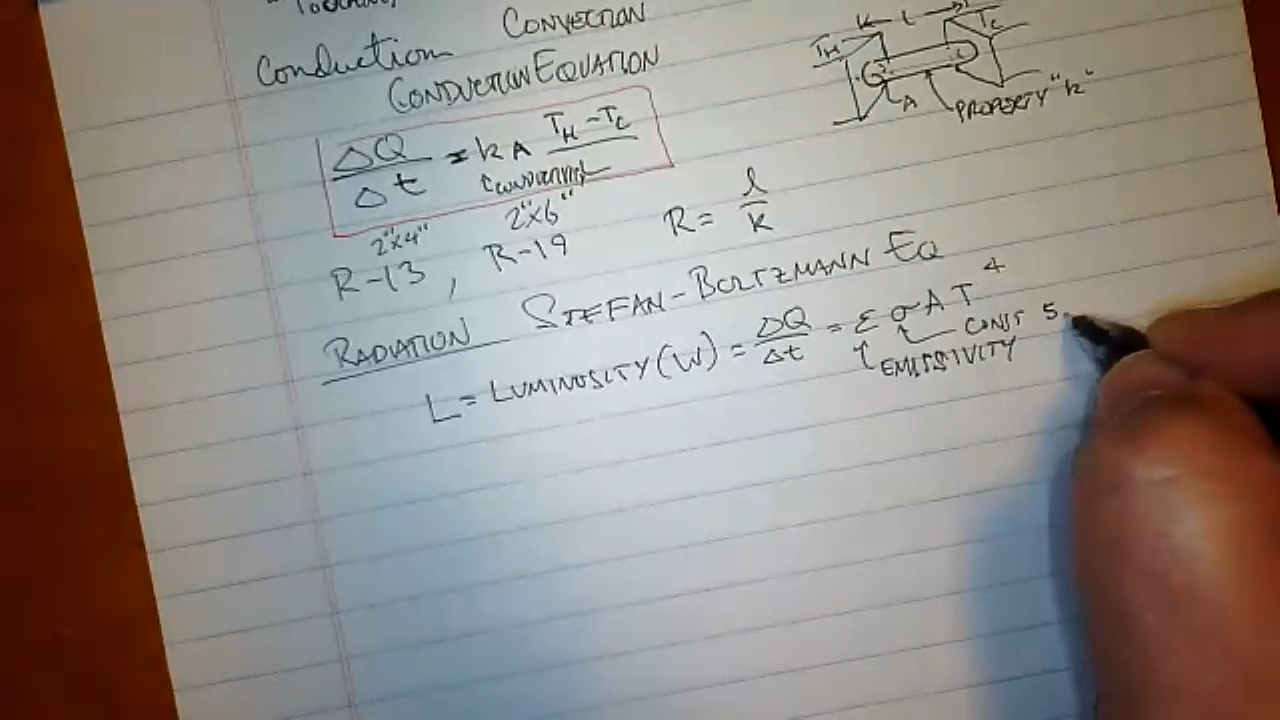 Convection
Conduction
Conduction Equation
ΔQ/Δt = k A (TH - TC)/
2"x4" 2"x6"
R-13, R-19 R = l/k
Radiation Stefan-Boltzmann Eq
L = Luminosity (W) = ΔQ/Δt = ε σ A T^4
Const 5.
Emissivity
k l TC
TH
A Property "k"